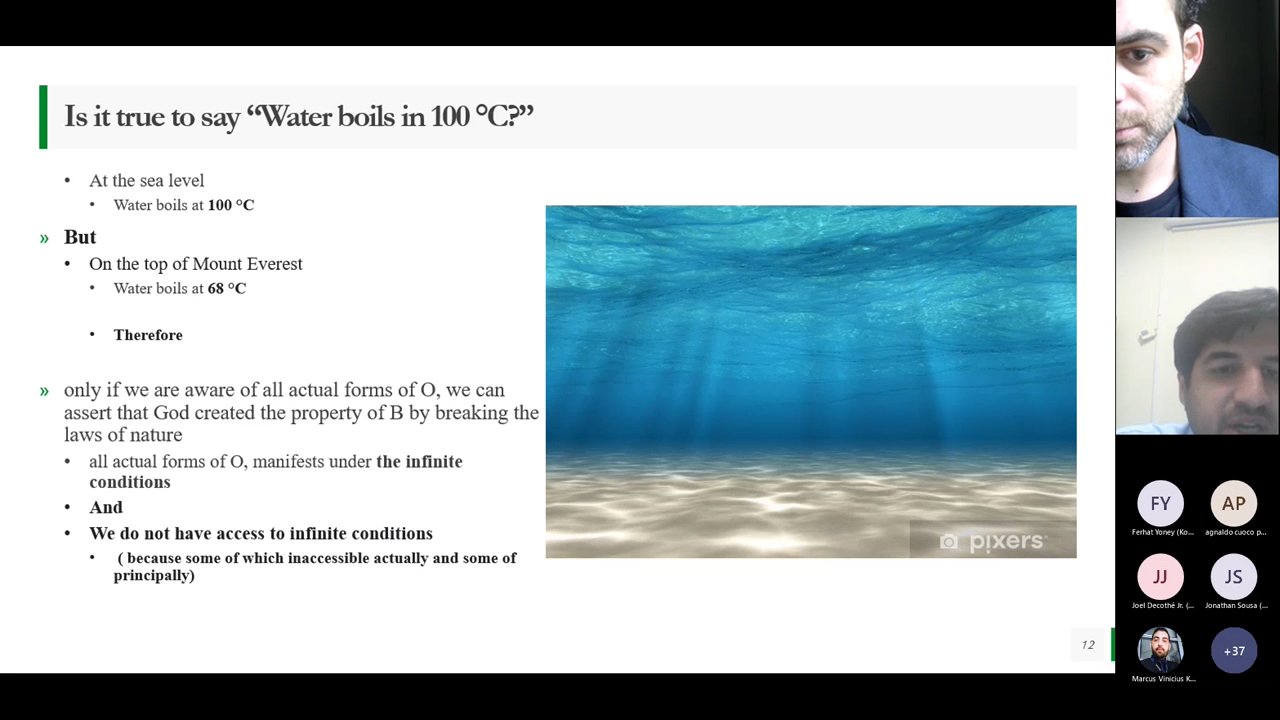 Is it true to say “Water boils in 100 °C?”
• At the sea level
• Water boils at 100 °C
» But
• On the top of Mount Everest
• Water boils at 68 °C
• Therefore
» only if we are aware of all actual forms of O, we can
assert that God created the property of B by breaking the
laws of nature
• all actual forms of O, manifests under the infinite
conditions
• And
• We do not have access to infinite conditions
• ( because some of which inaccessible actually and some of
principally)
pixers
12
FY
AP
Ferhat Yoney (Ko...
agnaldo cuoco p...
JJ
JS
Joel Decothé Jr. (...
Jonathan Sousa (...
+37
Marcus Vinicius K...